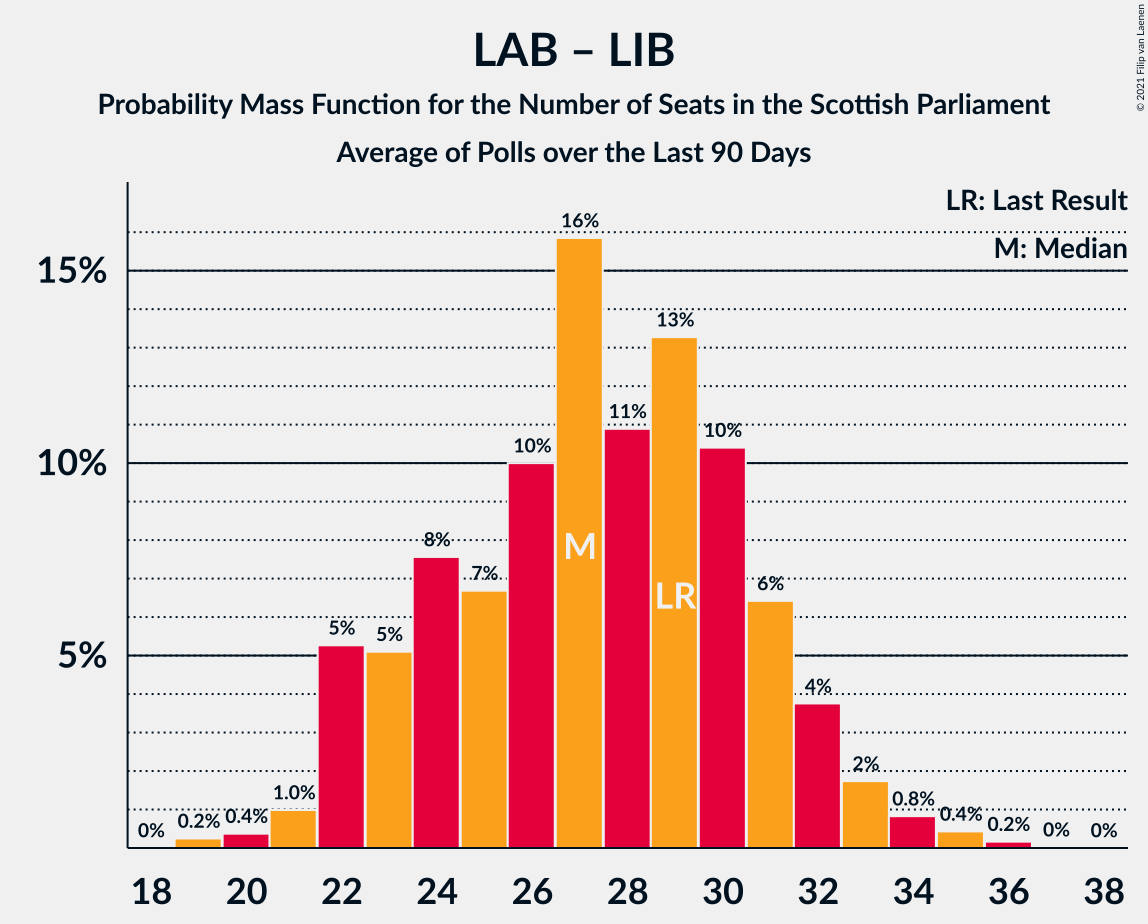 LAB – LIB
Probability Mass Function for the Number of Seats in the Scottish Parliament
Average of Polls over the Last 90 Days
© 2021 Filip van Laenen
LR: Last Result
M: Median
15%
10%
5%
0%
0.2%
0.4%
1.0%
5%
5%
8%
7%
10%
16%
11%
13%
10%
6%
4%
2%
0.8%
0.4%
0.2%
0%
0%
M
LR
18 20 22 24 26 28 30 32 34 36 38